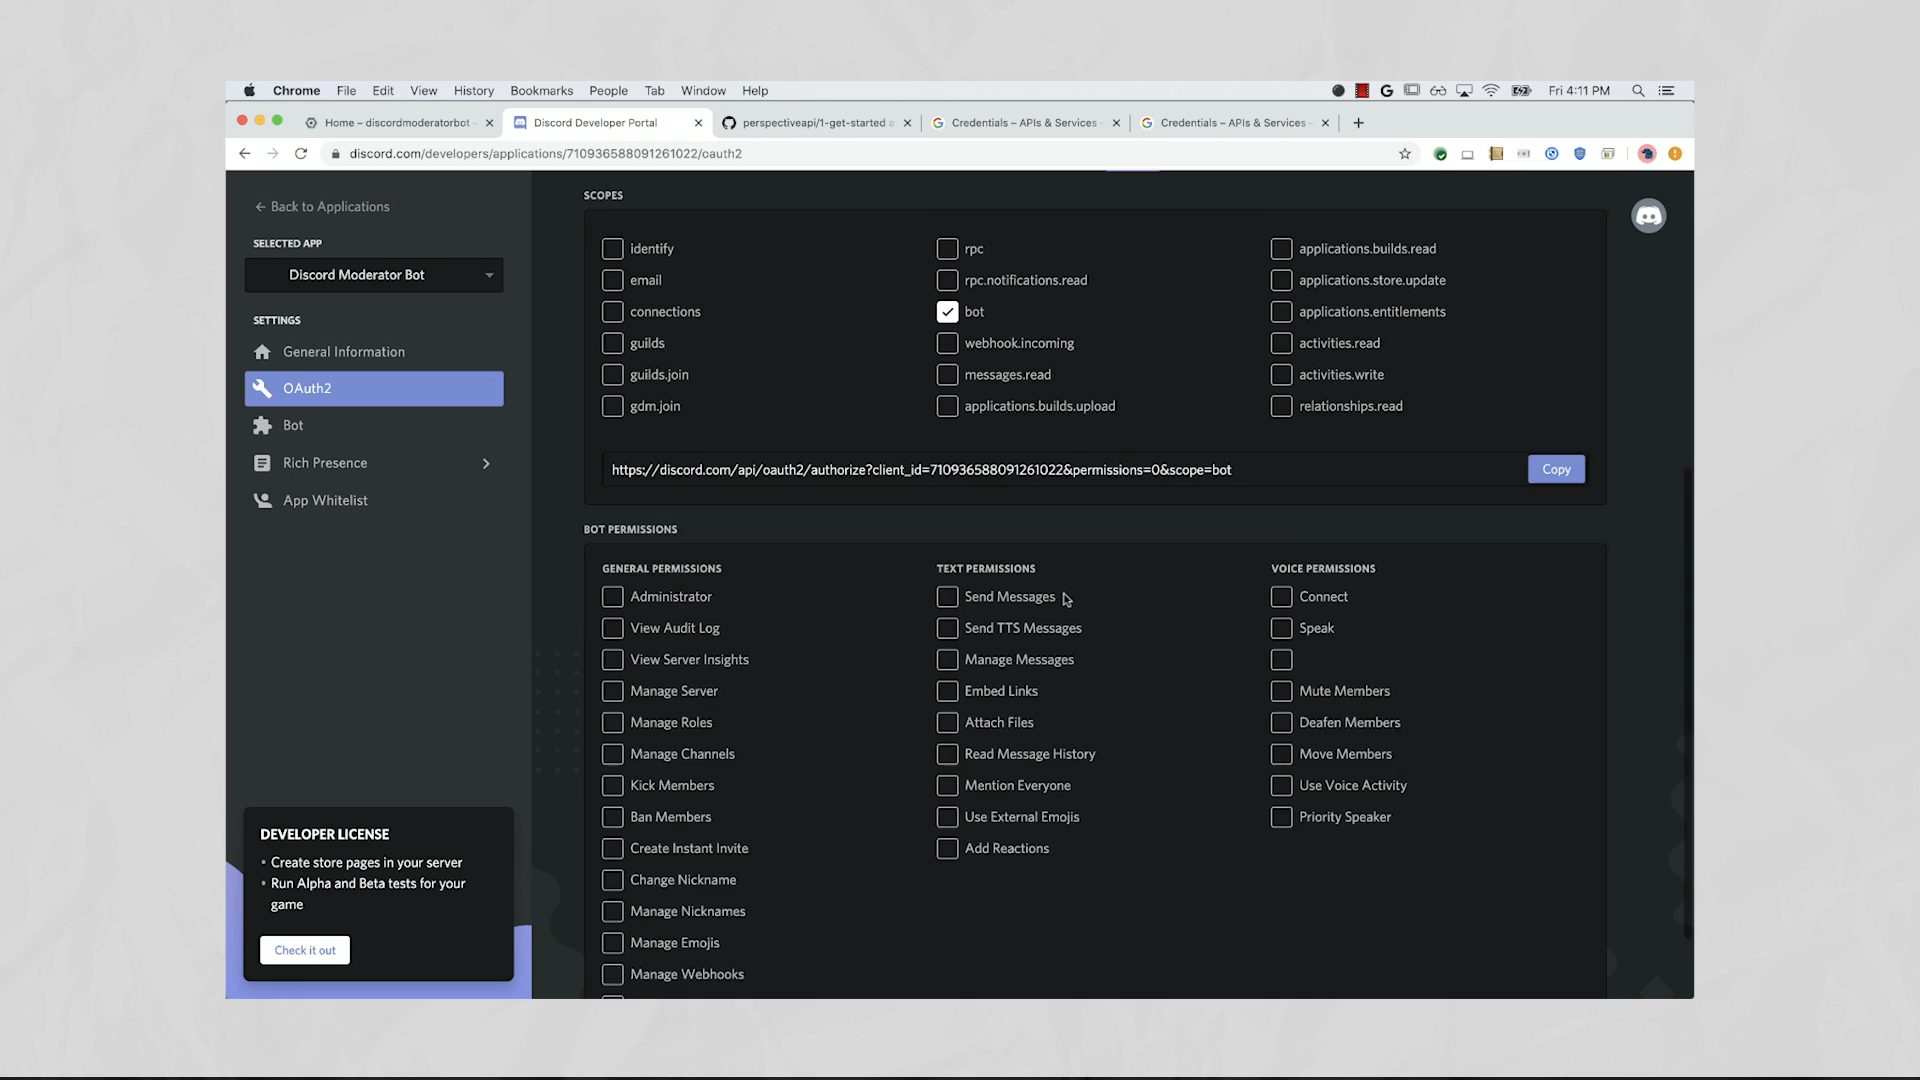 Chrome File Edit View History Bookmarks People Tab Window Help Fri 4:11 PM
Home – discordmoderatorbot
Discord Developer Portal
perspectiveapi/1-get-started
Credentials – APIs & Services
Credentials – APIs & Services
discord.com/developers/applications/710936588091261022/oauth2
← Back to Applications
SELECTED APP
Discord Moderator Bot
SETTINGS
General Information
OAuth2
Bot
Rich Presence
App Whitelist
DEVELOPER LICENSE
• Create store pages in your server
• Run Alpha and Beta tests for your
game
Check it out
SCOPES
identify
email
connections
guilds
guilds.join
gdm.join
rpc
rpc.notifications.read
bot
webhook.incoming
messages.read
applications.builds.upload
applications.builds.read
applications.store.update
applications.entitlements
activities.read
activities.write
relationships.read
https://discord.com/api/oauth2/authorize?client_id=710936588091261022&permissions=0&scope=bot
Copy
BOT PERMISSIONS
GENERAL PERMISSIONS
Administrator
View Audit Log
View Server Insights
Manage Server
Manage Roles
Manage Channels
Kick Members
Ban Members
Create Instant Invite
Change Nickname
Manage Nicknames
Manage Emojis
Manage Webhooks
TEXT PERMISSIONS
Send Messages
Send TTS Messages
Manage Messages
Embed Links
Attach Files
Read Message History
Mention Everyone
Use External Emojis
Add Reactions
VOICE PERMISSIONS
Connect
Speak
Mute Members
Deafen Members
Move Members
Use Voice Activity
Priority Speaker